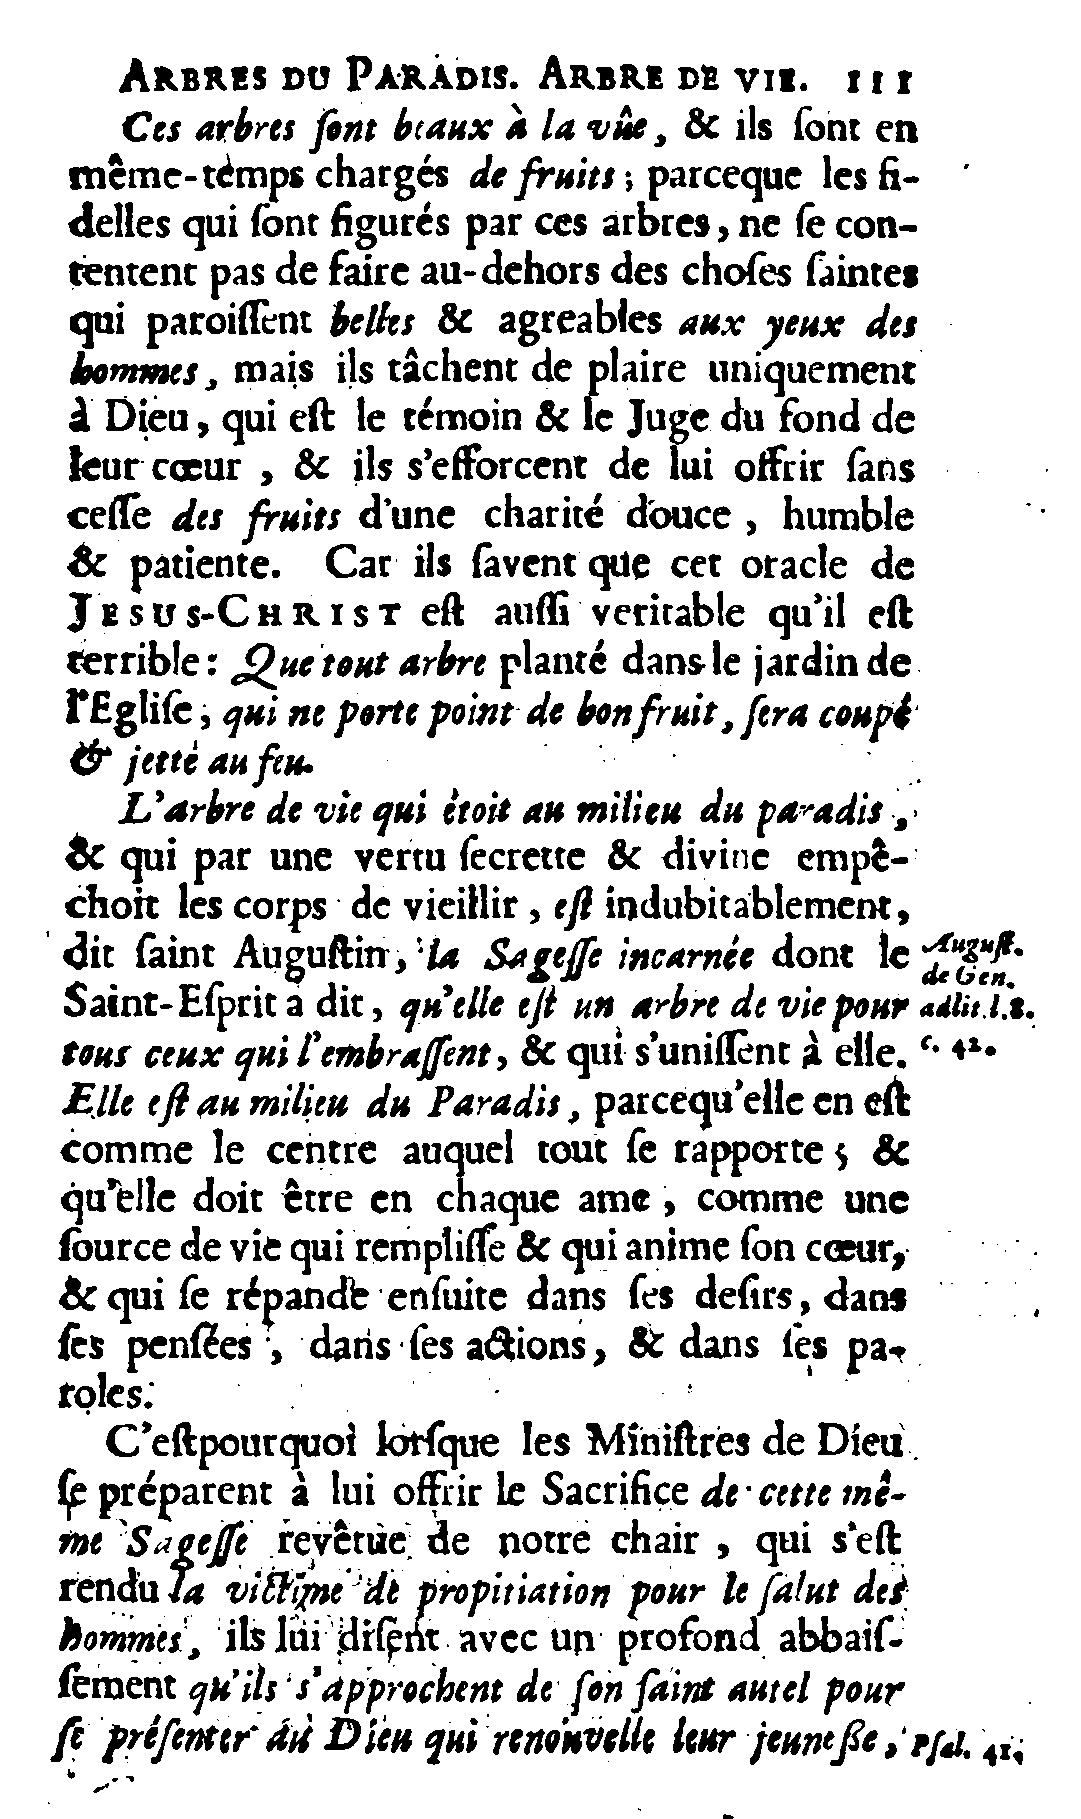 ARBRES DU PARADIS. ARBRE DE VIE. 111
Ces arbres ſont beaux à la vûe, & ils ſont en
même-temps chargés de fruits; parceque les fi-
delles qui ſont figurés par ces arbres, ne ſe con-
tentent pas de faire au-dehors des choſes ſaintes
qui paroiſſent belles & agreables aux yeux des
hommes, mais ils tâchent de plaire uniquement
à Dieu, qui eſt le témoin & le Juge du fond de
leur cœur, & ils s'efforcent de lui offrir ſans
ceſſe des fruits d'une charité douce, humble
& patiente. Car ils ſavent que cet oracle de
JESUS-CHRIST eſt auſſi veritable qu'il eſt
terrible: Que tout arbre planté dans le jardin de
l'Egliſe, qui ne porte point de bon fruit, ſera coupé
& jetté au feu.
L'arbre de vie qui étoit au milieu du paradis,
& qui par une vertu ſecrette & divine empê-
choit les corps de vieillir, eſt indubitablement,
dit ſaint Auguſtin, la Sageſſe incarnée dont le
Saint-Eſprit a dit, qu'elle eſt un arbre de vie pour
tous ceux qui l'embraſſent, & qui s'uniſſent à elle.
Auguſt.
de Gen.
ad lit. l. 8.
c. 42.
Elle eſt au milieu du Paradis, parcequ'elle en eſt
comme le centre auquel tout ſe rapporte; &
qu'elle doit être en chaque ame, comme une
ſource de vie qui rempliſſe & qui anime ſon cœur,
& qui ſe répande enſuite dans ſes deſirs, dans
ſes penſées, dans ſes actions, & dans ſes pa-
roles.
C'eſtpourquoi lorſque les Miniſtres de Dieu
ſe préparent à lui offrir le Sacrifice de cette mê-
me Sageſſe revêtue de notre chair, qui s'eſt
rendu la victime de propitiation pour le ſalut des
hommes, ils lui diſent avec un profond abbaiſ-
ſement qu'ils s'approchent de ſon ſaint autel pour
ſe préſenter au Dieu qui renouvelle leur jeuneſſe,
Pſal. 42.